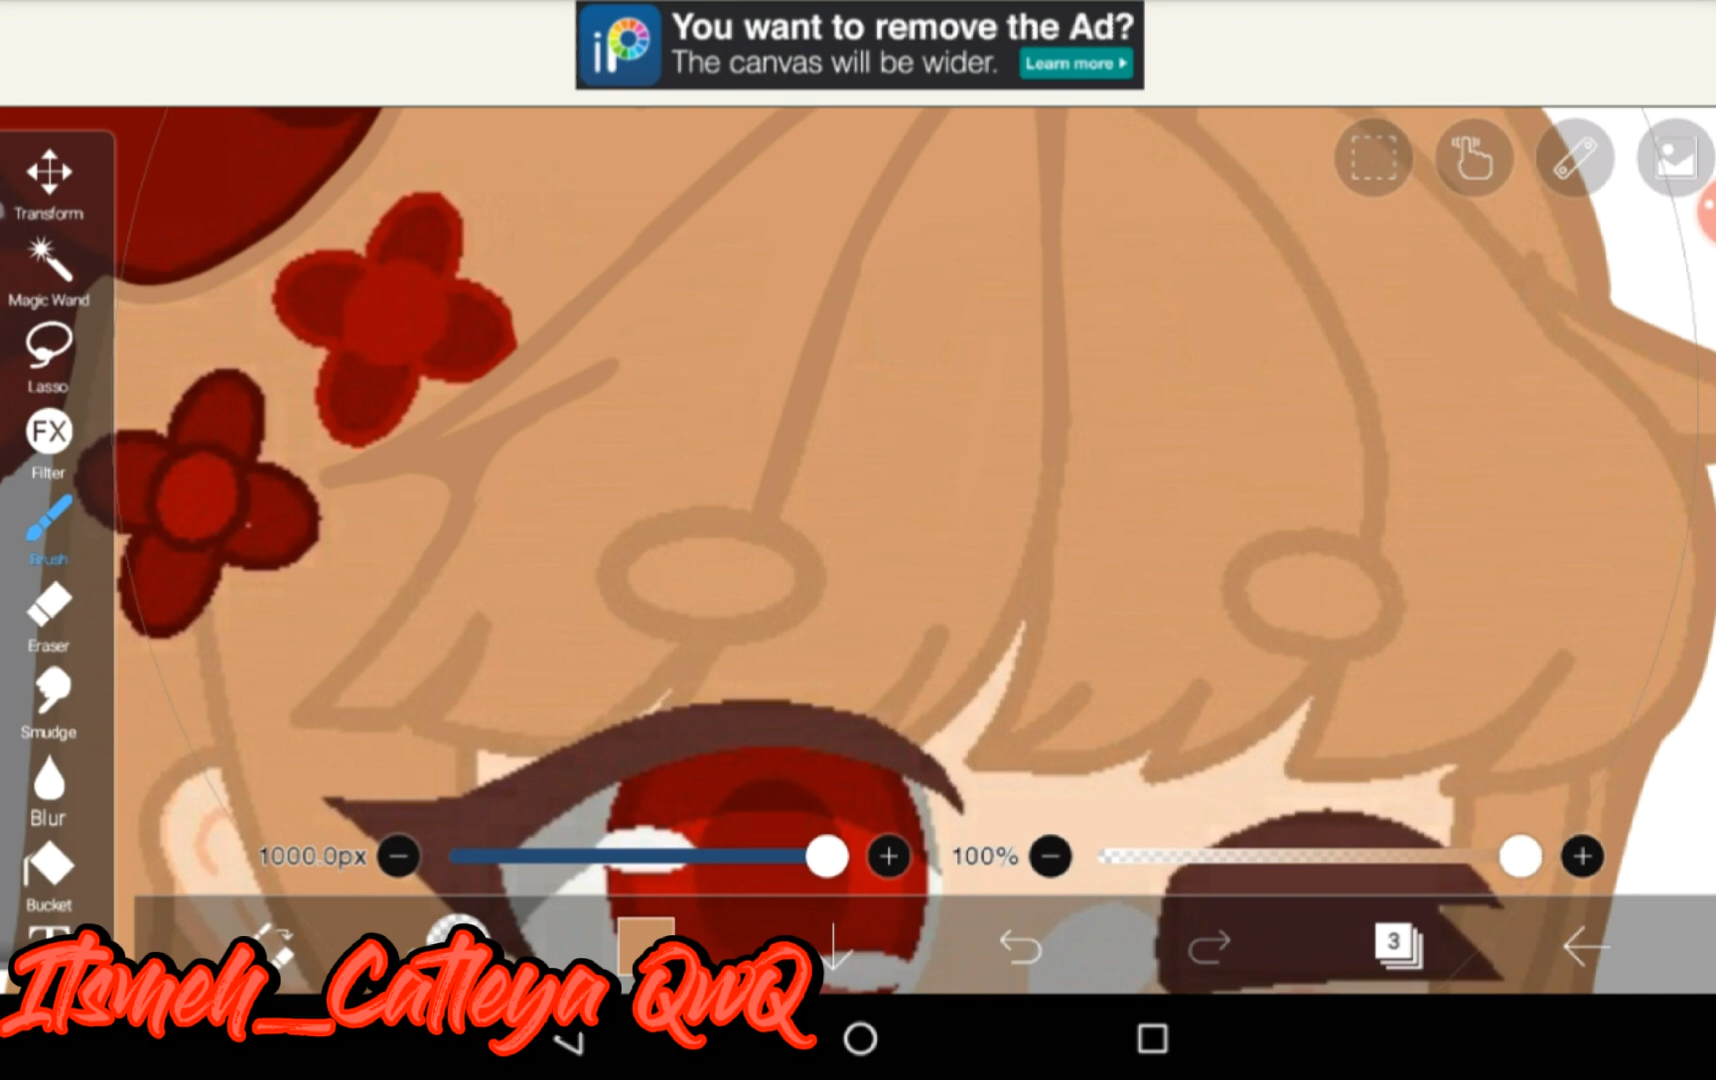 iP
You want to remove the Ad?
The canvas will be wider.
Learn more
Transform
Magic Wand
Lasso
FX
Filter
Brush
Eraser
Smudge
Blur
1000.0px
100%
Bucket
T
3
Itsmeh_Catleya QwQ